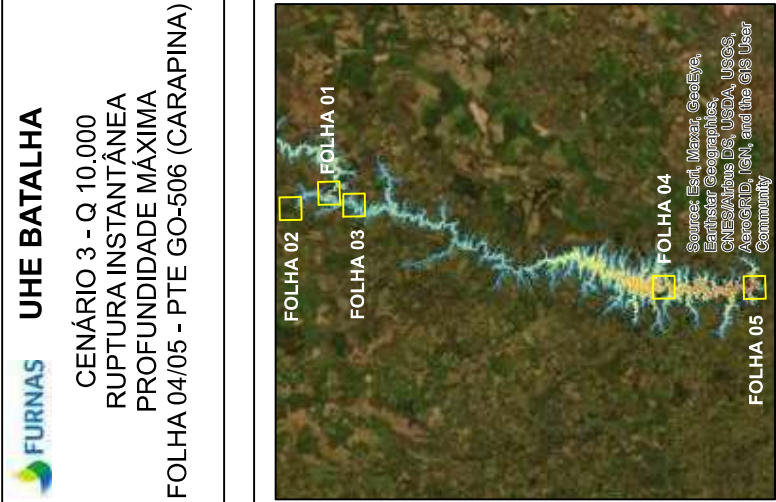 FURNAS
UHE BATALHA
CENÁRIO 3 - Q 10.000
RUPTURA INSTANTÂNEA
PROFUNDIDADE MÁXIMA
FOLHA 04/05 - PTE GO-506 (CARAPINA)
FOLHA 02
FOLHA 01
FOLHA 03
FOLHA 04
FOLHA 05
Source: Esri, Maxar, GeoEye,
Earthstar Geographics,
CNES/Airbus DS, USDA, USGS,
AeroGRID, IGN, and the GIS User
Community